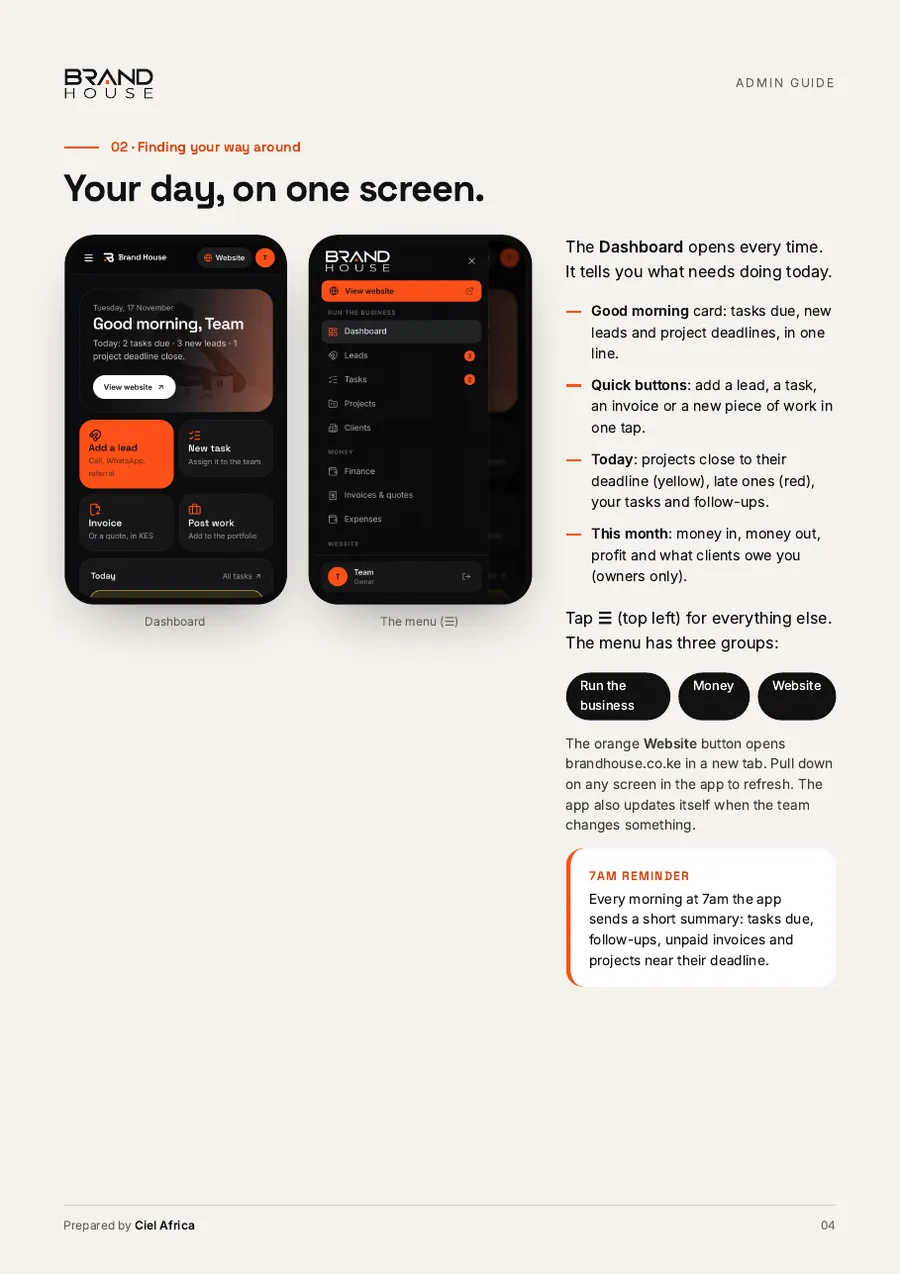 BRAND
HOUSE
ADMIN GUIDE
02 · Finding your way around
Your day, on one screen.
Brand House
Website
T
Tuesday, 17 November
Good morning, Team
Today: 2 tasks due · 3 new leads · 1
project deadline close.
View website
Add a lead
Call, WhatsApp,
referral
New task
Assign it to the team
Invoice
Or a quote, in KES
Post work
Add to the portfolio
Today
All tasks
Dashboard
BRAND
HOUSE
View website
RUN THE BUSINESS
Dashboard
Leads
3
Tasks
2
Projects
Clients
MONEY
Finance
Invoices & quotes
Expenses
WEBSITE
T
Team
Owner
The menu (☰)
The Dashboard opens every time.
It tells you what needs doing today.
Good morning card: tasks due, new
leads and project deadlines, in one
line.
Quick buttons: add a lead, a task,
an invoice or a new piece of work in
one tap.
Today: projects close to their
deadline (yellow), late ones (red),
your tasks and follow-ups.
This month: money in, money out,
profit and what clients owe you
(owners only).
Tap ☰ (top left) for everything else.
The menu has three groups:
Run the
business
Money
Website
The orange Website button opens
brandhouse.co.ke in a new tab. Pull down
on any screen in the app to refresh. The
app also updates itself when the team
changes something.
7AM REMINDER
Every morning at 7am the app
sends a short summary: tasks due,
follow-ups, unpaid invoices and
projects near their deadline.
Prepared by Ciel Africa
04